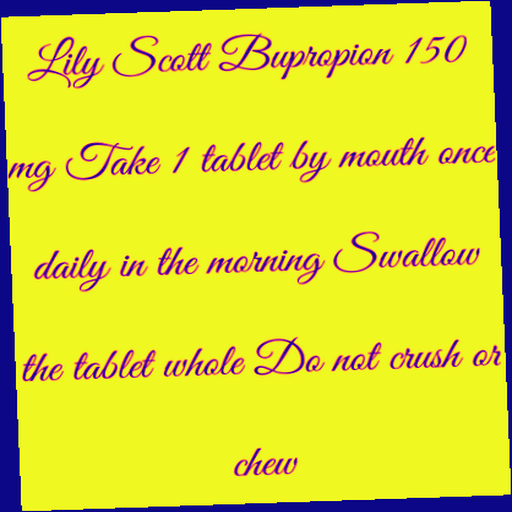 Lily Scott Bupropion 150
mg Take 1 tablet by mouth once
daily in the morning Swallow
the tablet whole Do not crush or
chew